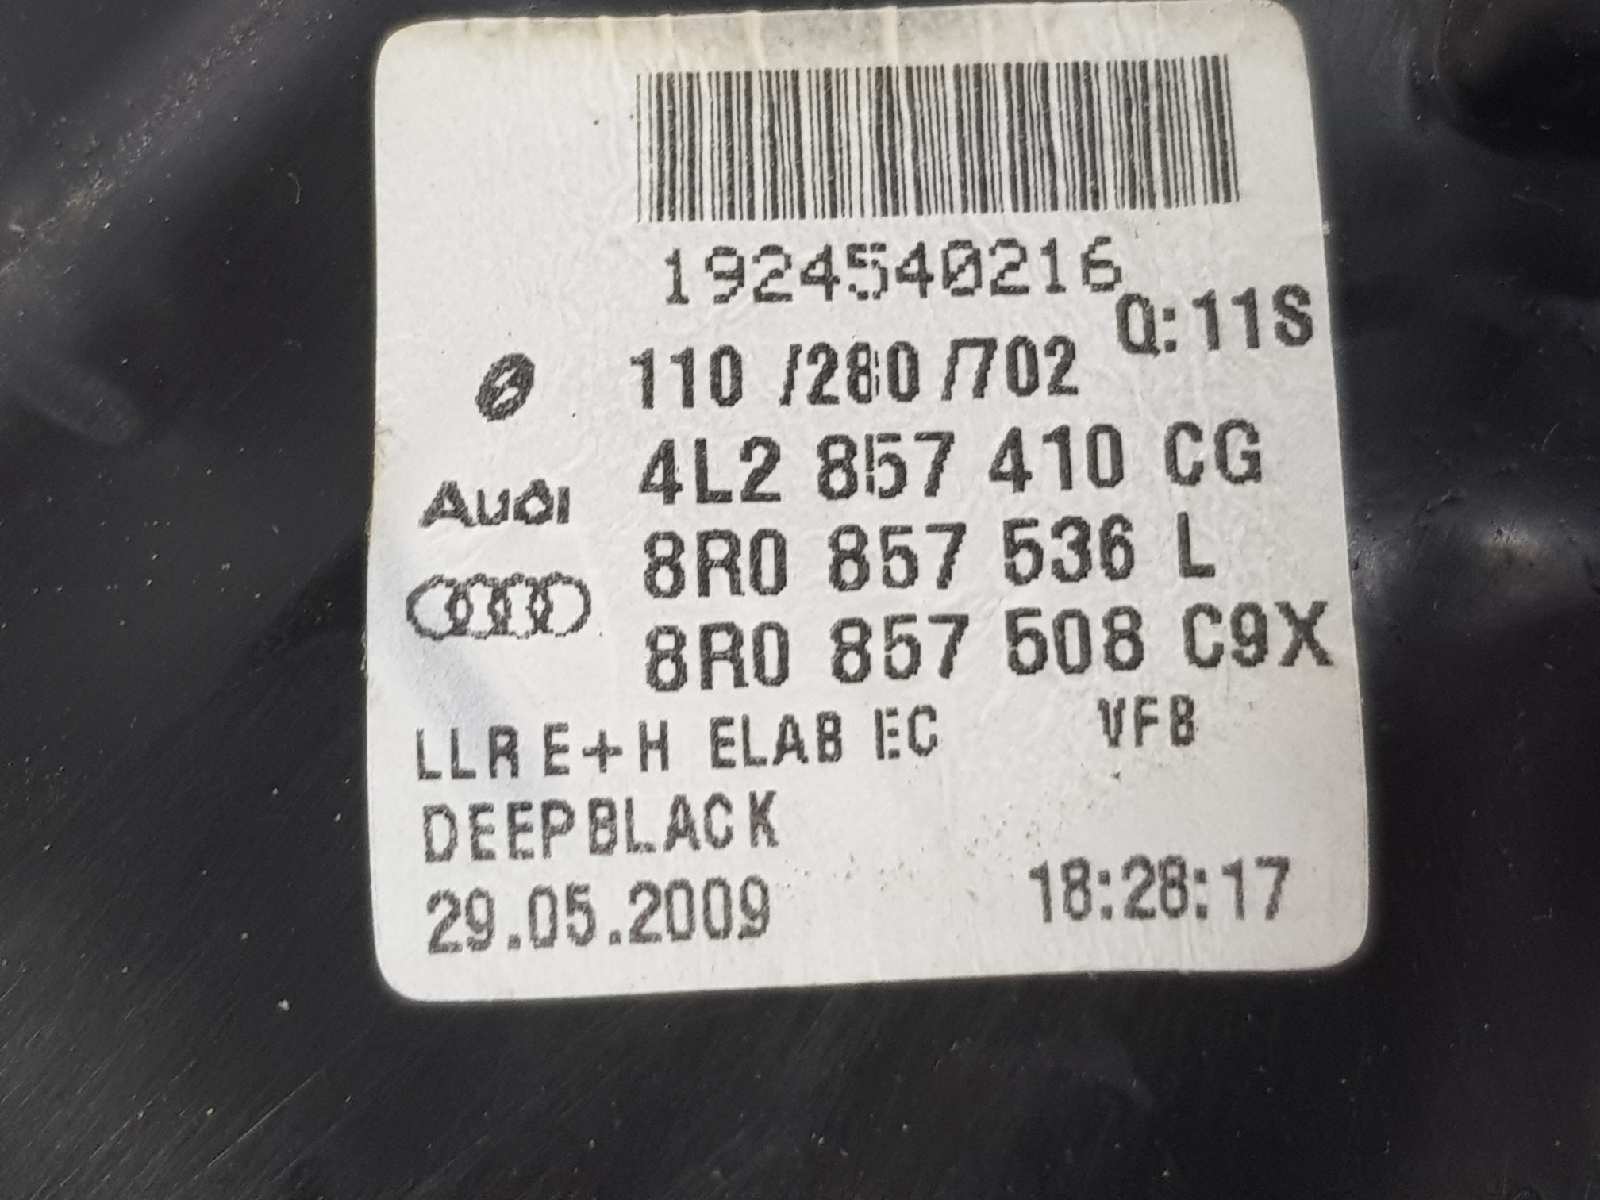 1924540216
Q:11S
110 /280 /702
4L2 857 410 CG
Audi
8R0 857 536 L
8R0 857 508 C9X
LLR E+H ELAB EC VFB
DEEPBLACK
29.05.2009 18:28:17